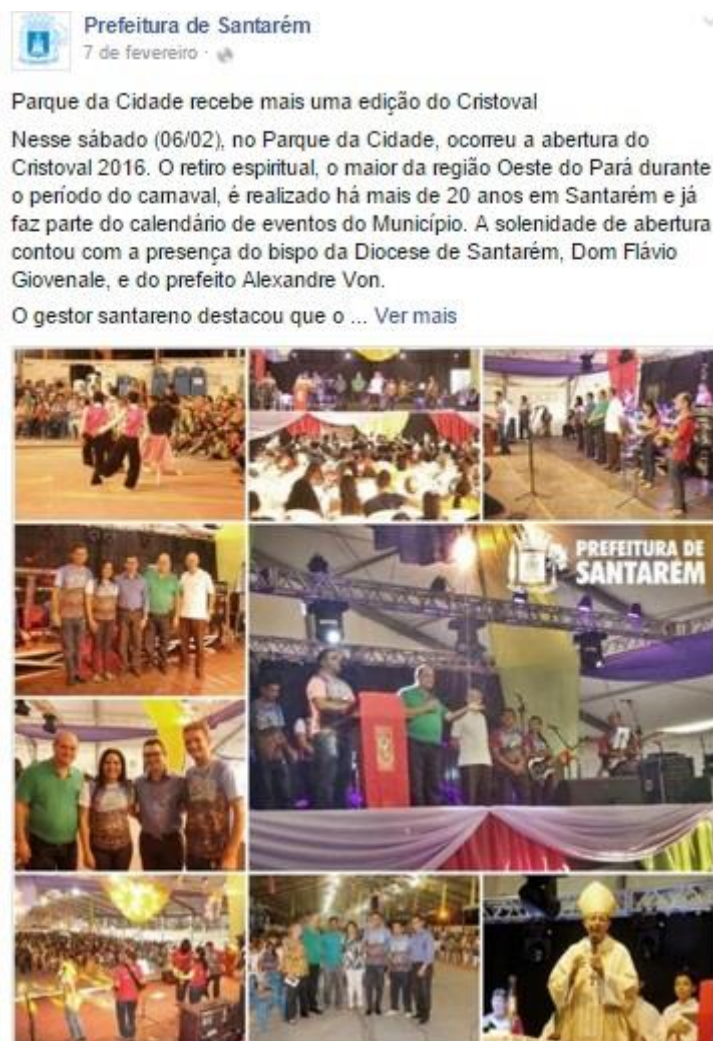 Prefeitura de Santarém
7 de fevereiro ·
Parque da Cidade recebe mais uma edição do Cristoval
Nesse sábado (06/02), no Parque da Cidade, ocorreu a abertura do
Cristoval 2016. O retiro espiritual, o maior da região Oeste do Pará durante
o período do carnaval, é realizado há mais de 20 anos em Santarém e já
faz parte do calendário de eventos do Município. A solenidade de abertura
contou com a presença do bispo da Diocese de Santarém, Dom Flávio
Giovenale, e do prefeito Alexandre Von.
O gestor santareno destacou que o ... Ver mais
PREFEITURA DE
SANTARÉM